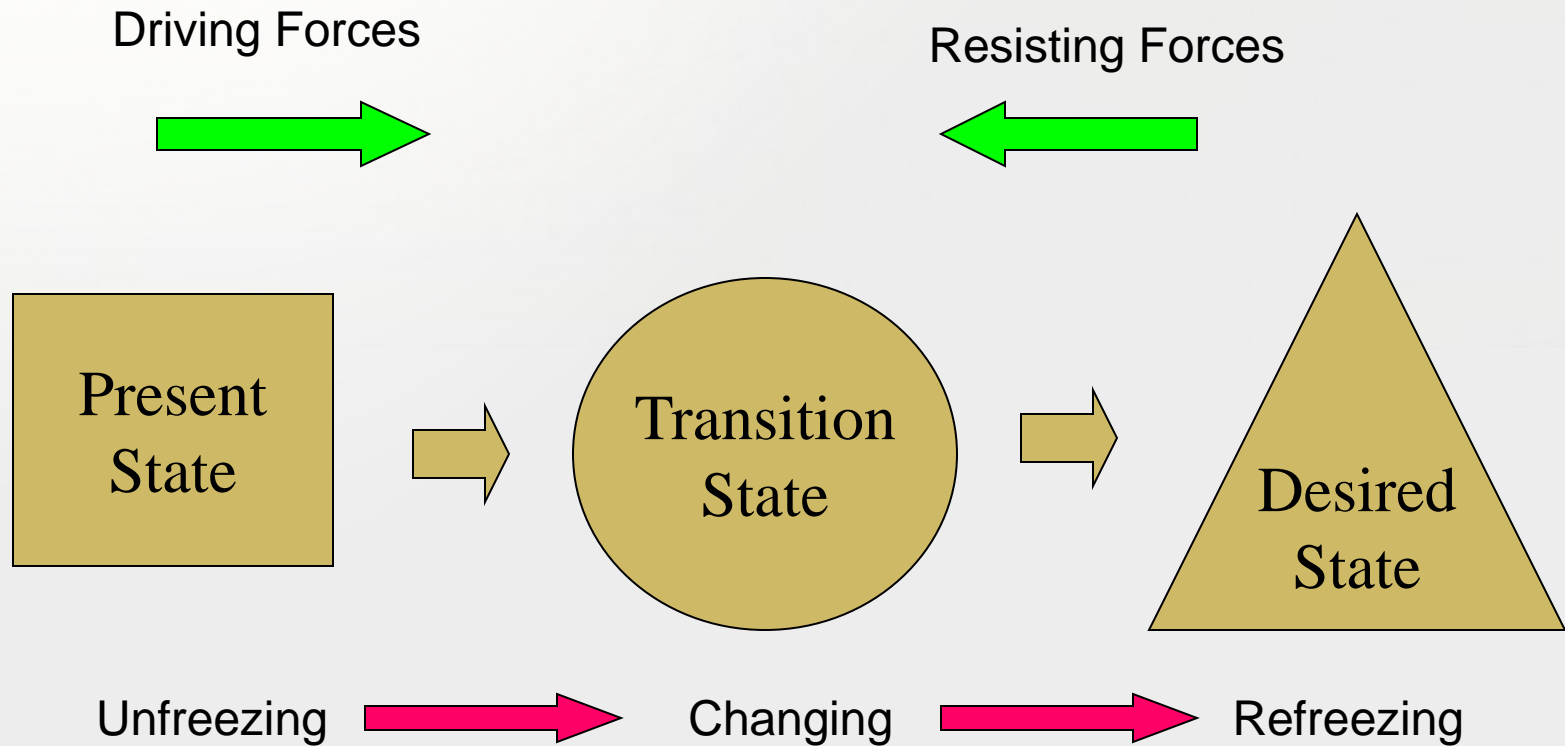 Driving Forces
Resisting Forces
Present
State
Transition
State
Desired
State
Unfreezing
Changing
Refreezing